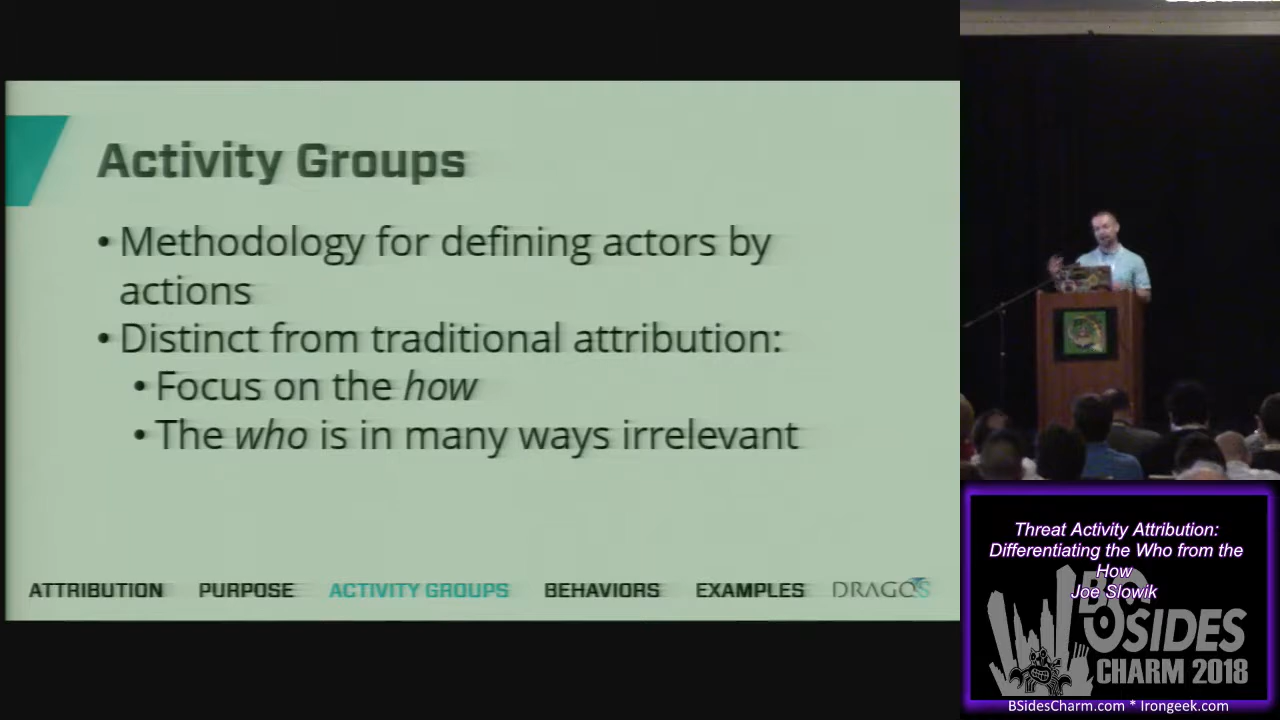 Activity Groups
• Methodology for defining actors by
actions
• Distinct from traditional attribution:
• Focus on the how
• The who is in many ways irrelevant
ATTRIBUTION PURPOSE ACTIVITY GROUPS BEHAVIORS EXAMPLES DRAGOS
Threat Activity Attribution:
Differentiating the Who from the
How
Joe Slowik
BSIDES
CHARM 2018
BSidesCharm.com * Irongeek.com